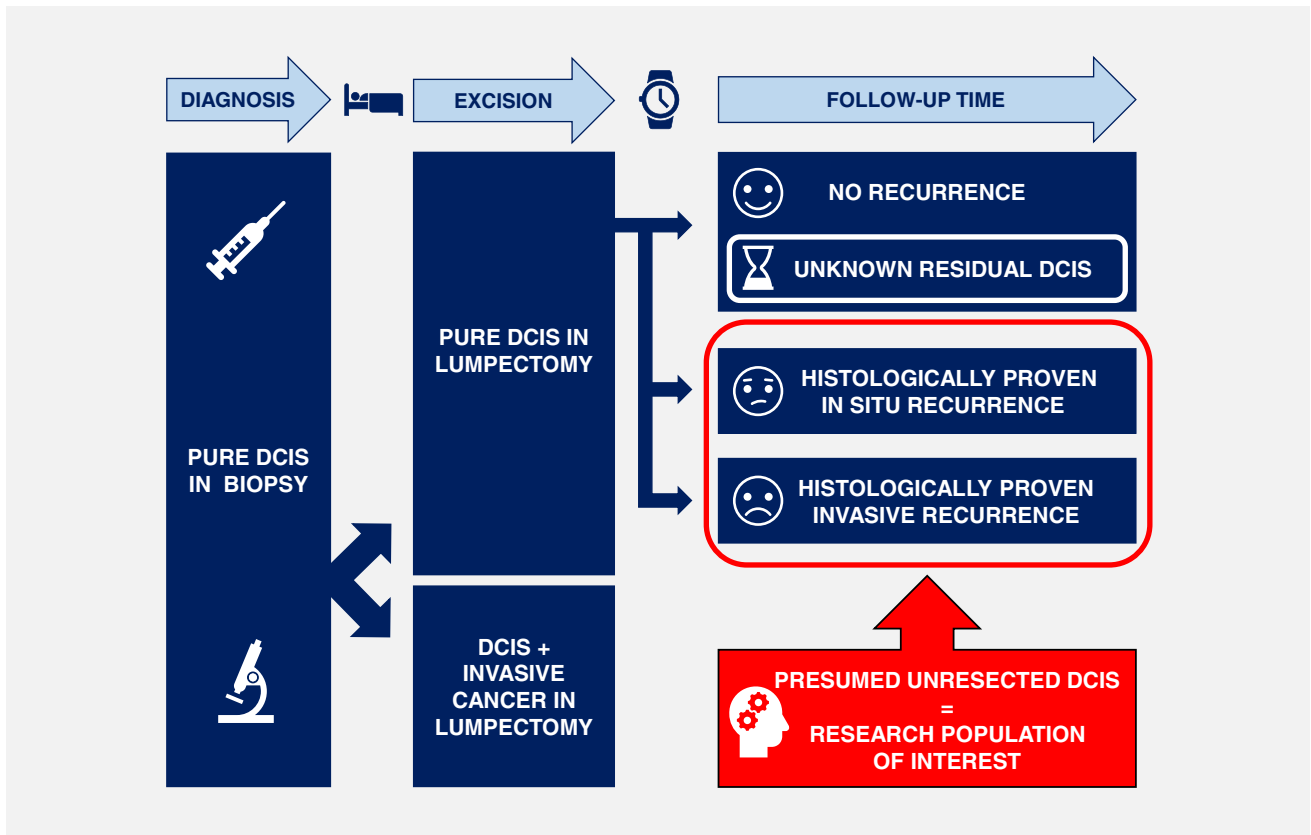 DIAGNOSIS
EXCISION
FOLLOW-UP TIME
PURE DCIS
IN BIOPSY
PURE DCIS IN
LUMPECTOMY
DCIS +
INVASIVE
CANCER IN
LUMPECTOMY
NO RECURRENCE
UNKNOWN RESIDUAL DCIS
HISTOLOGICALLY PROVEN
IN SITU RECURRENCE
HISTOLOGICALLY PROVEN
INVASIVE RECURRENCE
PRESUMED UNRESECTED DCIS
=
RESEARCH POPULATION
OF INTEREST